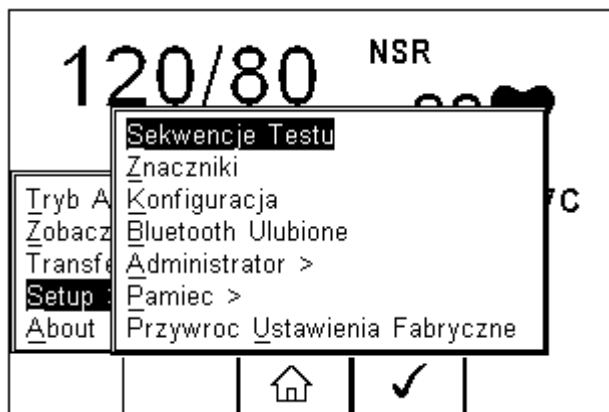 120/80
NSR
Sekwencje Testu
Znaczniki
Konfiguracja
Bluetooth Ulubione
Administrator >
Pamiec >
Przywroc Ustawienia Fabryczne
Tryb A
Zobacz
Transfe
Setup
About
C